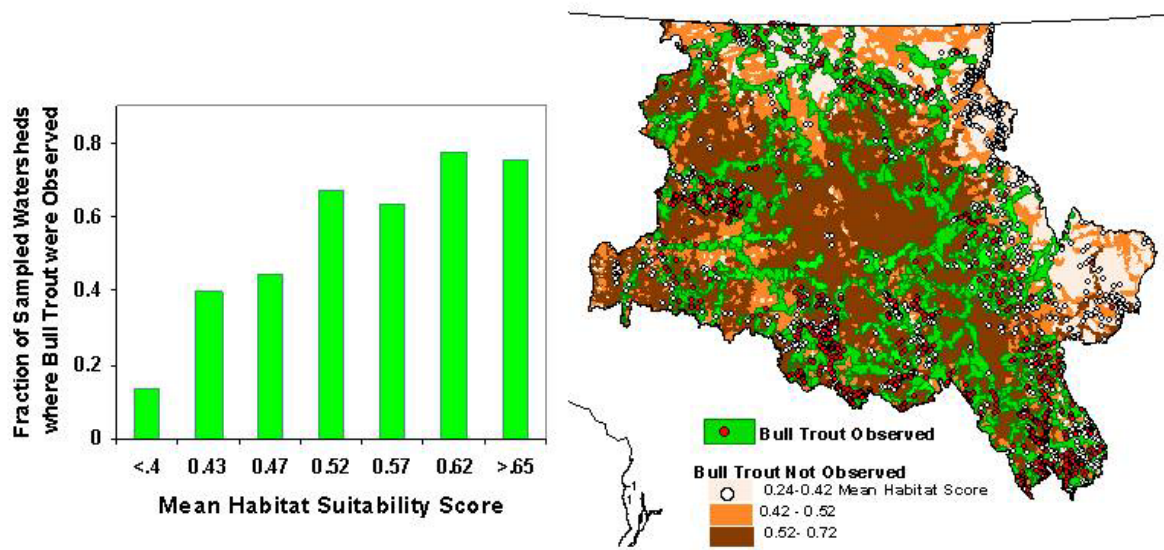 Fraction of Sampled Watersheds
where Bull Trout were Observed
0.8
0.6
0.4
0.2
0
<.4 0.43 0.47 0.52 0.57 0.62 >.65
Mean Habitat Suitability Score
Bull Trout Observed
Bull Trout Not Observed
0.24-0.42 Mean Habitat Score
0.42 - 0.52
0.52- 0.72